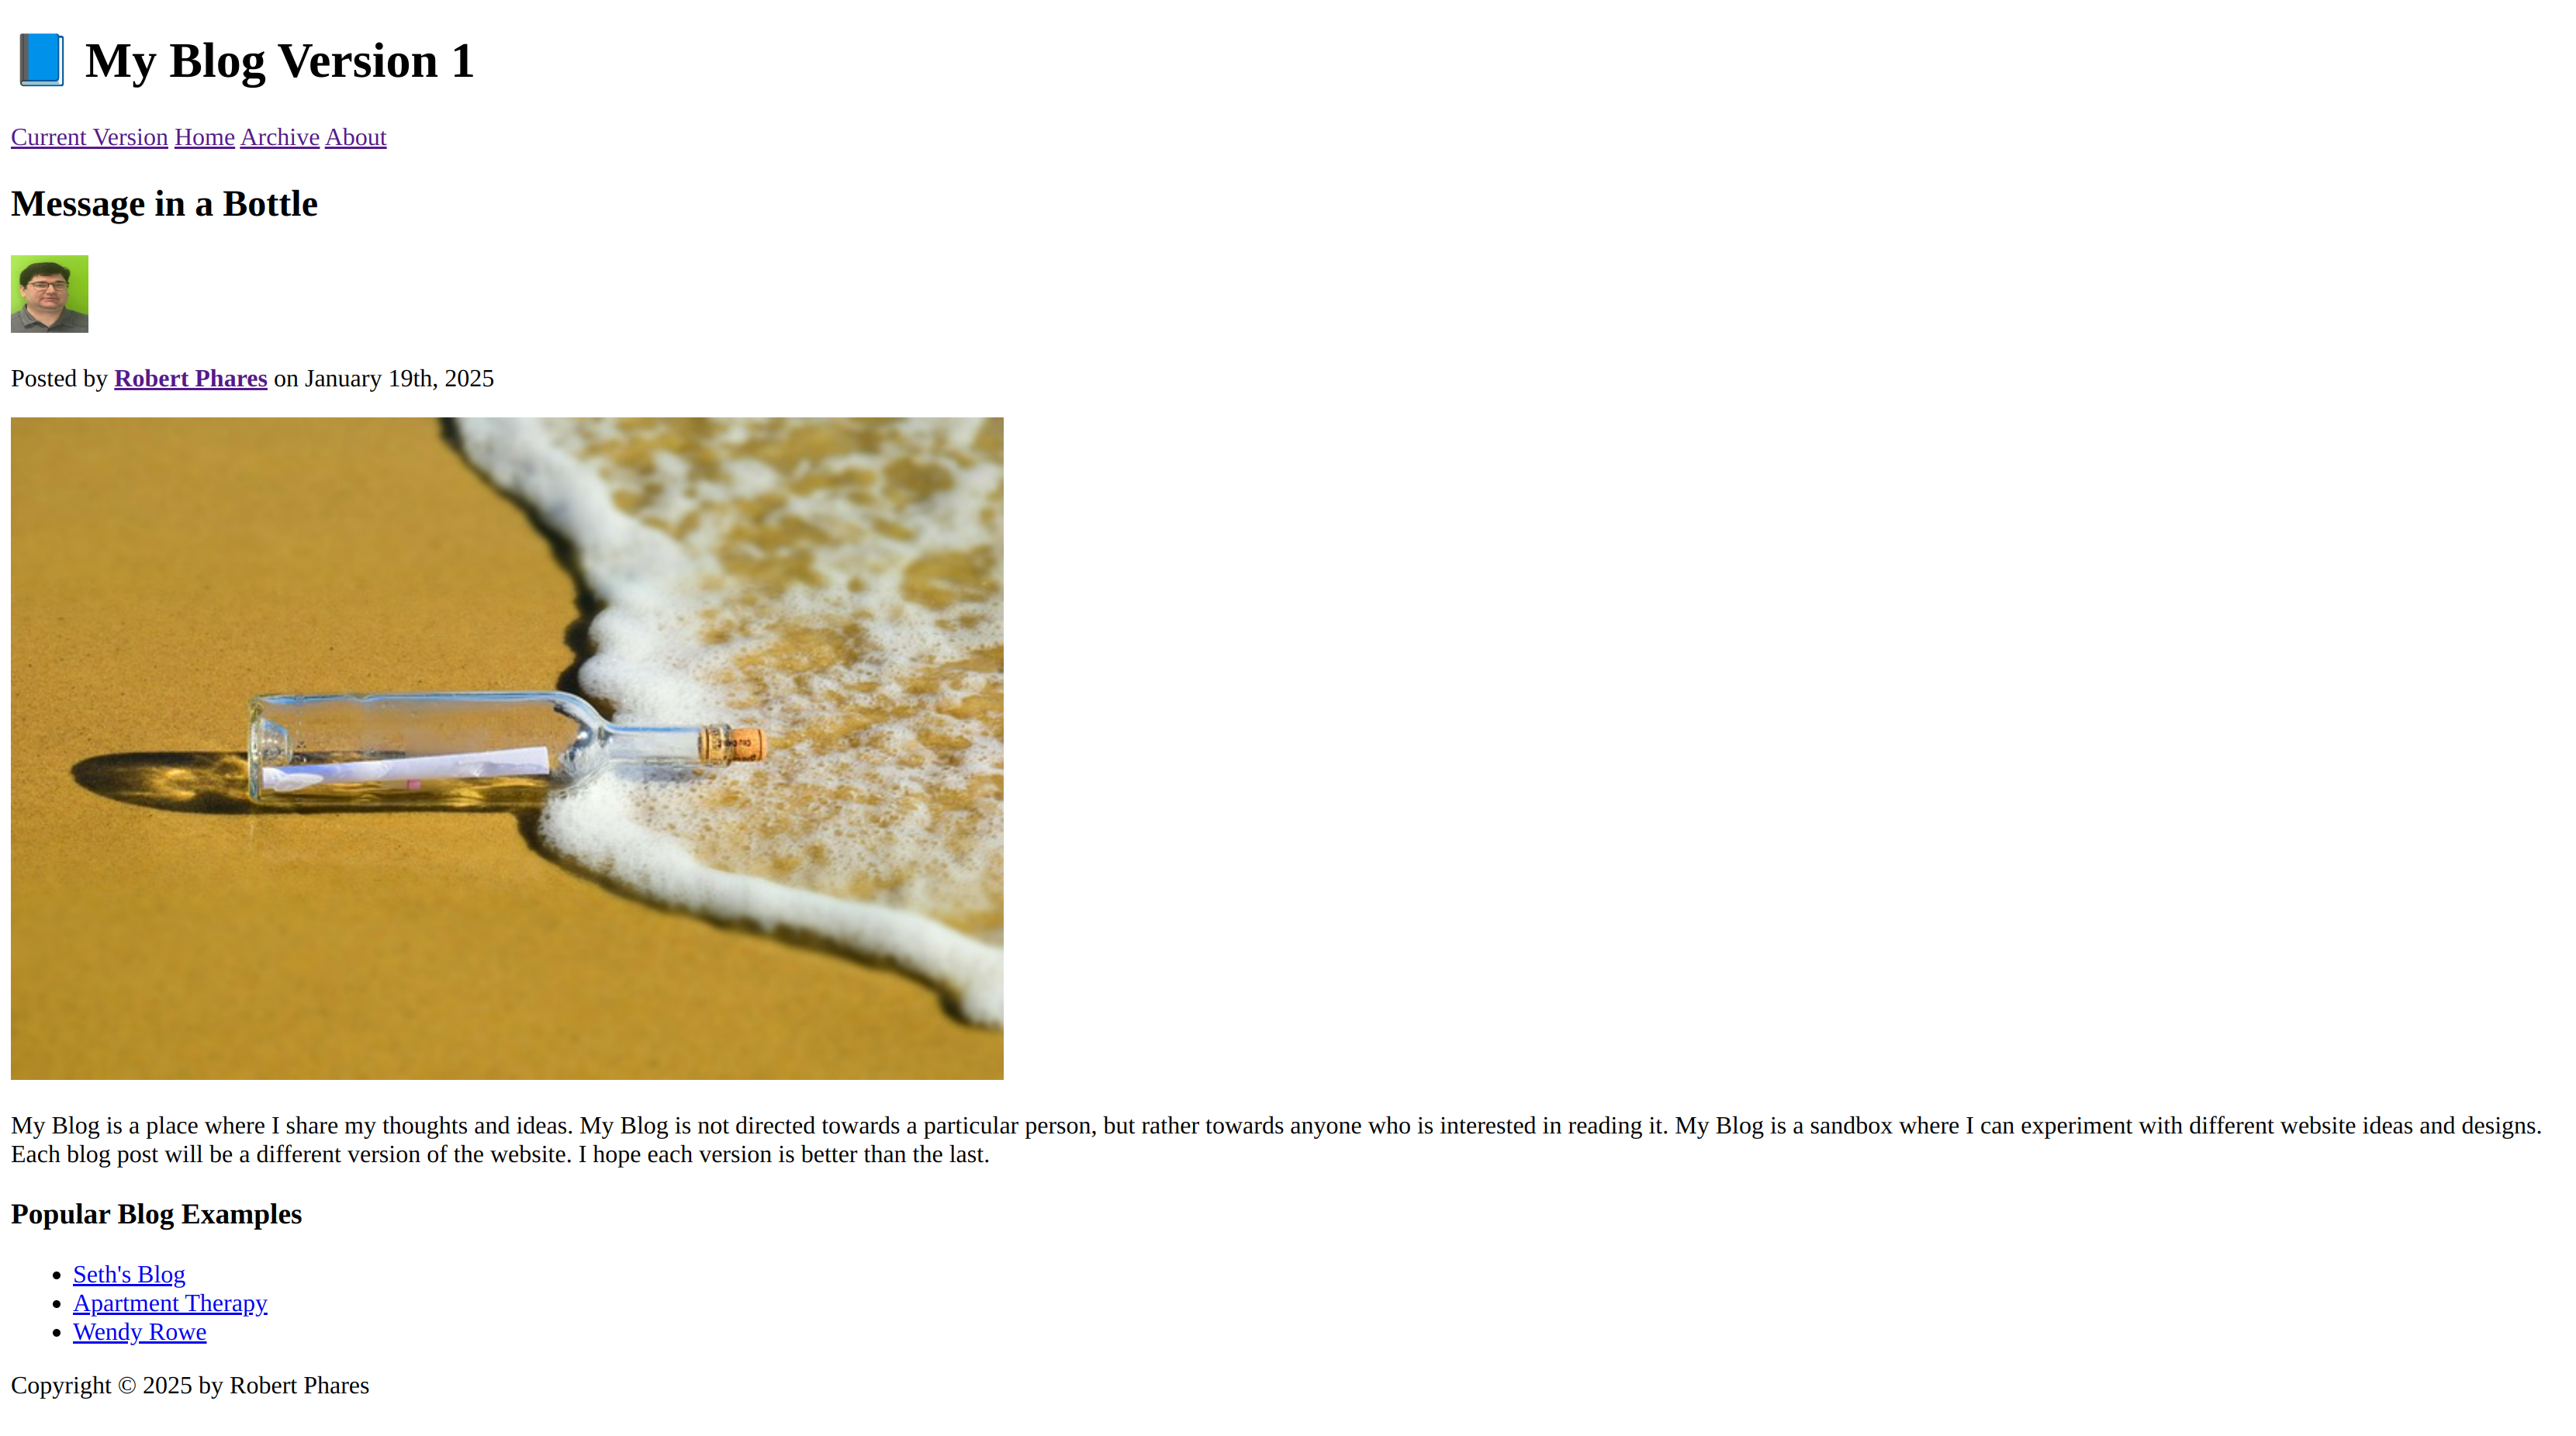 📘 My Blog Version 1
Current Version Home Archive About
Message in a Bottle
Posted by Robert Phares on January 19th, 2025
My Blog is a place where I share my thoughts and ideas. My Blog is not directed towards a particular person, but rather towards anyone who is interested in reading it. My Blog is a sandbox where I can experiment with different website ideas and designs.
Each blog post will be a different version of the website. I hope each version is better than the last.
Popular Blog Examples
• Seth's Blog
• Apartment Therapy
• Wendy Rowe
Copyright © 2025 by Robert Phares